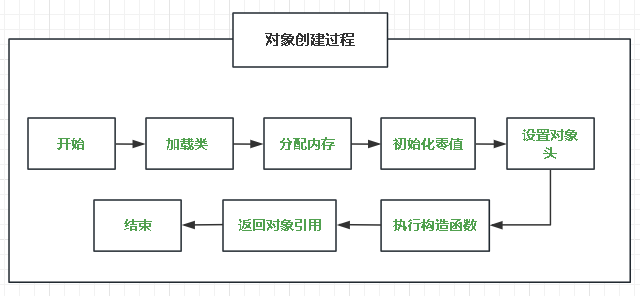 对象创建过程
开始
加载类
分配内存
初始化零值
设置对象
头
执行构造函数
返回对象引用
结束